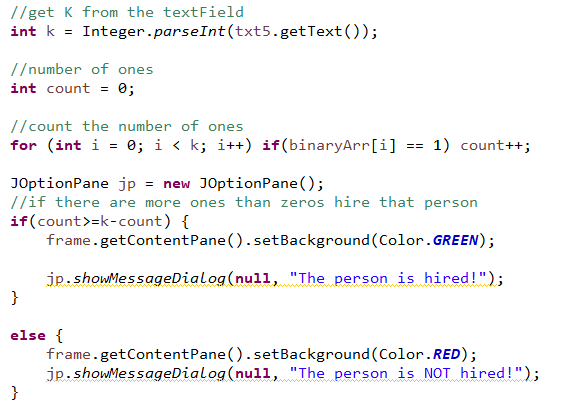 //get K from the textField
int k = Integer.parseInt(txt5.getText());
//number of ones
int count = 0;
//count the number of ones
for (int i = 0; i < k; i++) if(binaryArr[i] == 1) count++;
JOptionPane jp = new JOptionPane();
//if there are more ones than zeros hire that person
if(count>=k-count) {
    frame.getContentPane().setBackground(Color.GREEN);
    jp.showMessageDialog(null, "The person is hired!");
}
else {
    frame.getContentPane().setBackground(Color.RED);
    jp.showMessageDialog(null, "The person is NOT hired!");
}